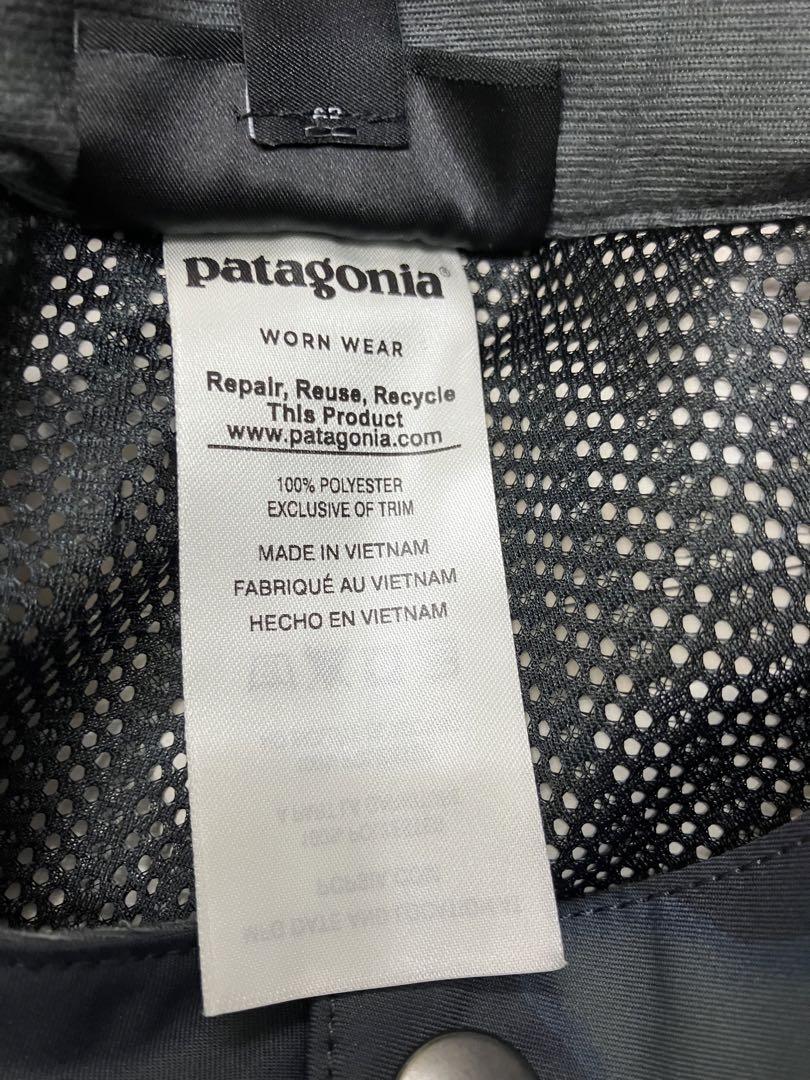 patagonia®
WORN WEAR
Repair, Reuse, Recycle
This Product
www.patagonia.com
100% POLYESTER
EXCLUSIVE OF TRIM
MADE IN VIETNAM
FABRIQUÉ AU VIETNAM
HECHO EN VIETNAM